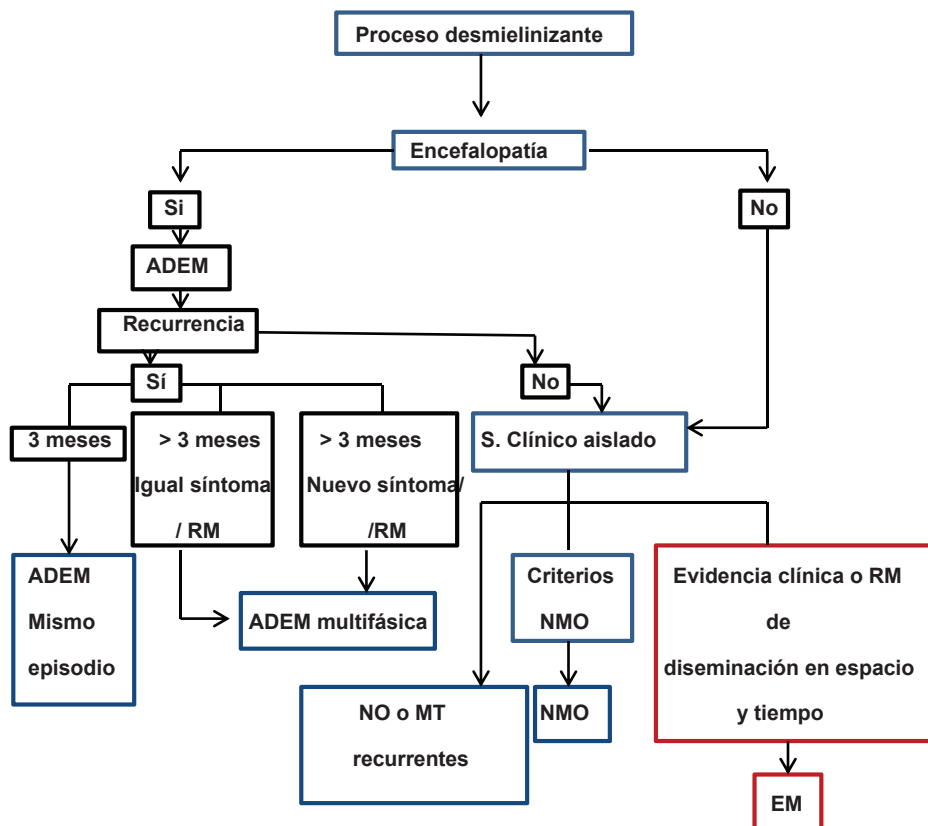 Proceso desmielinizante
Encefalopatía
Si
No
ADEM
Recurrencia
Sí
No
3 meses
> 3 meses
Igual síntoma
/ RM
> 3 meses
Nuevo síntoma/
/RM
S. Clínico aislado
ADEM
Mismo
episodio
ADEM multifásica
Criterios
NMO
Evidencia clínica o RM
de
diseminación en espacio
y tiempo
NO o MT
recurrentes
NMO
EM